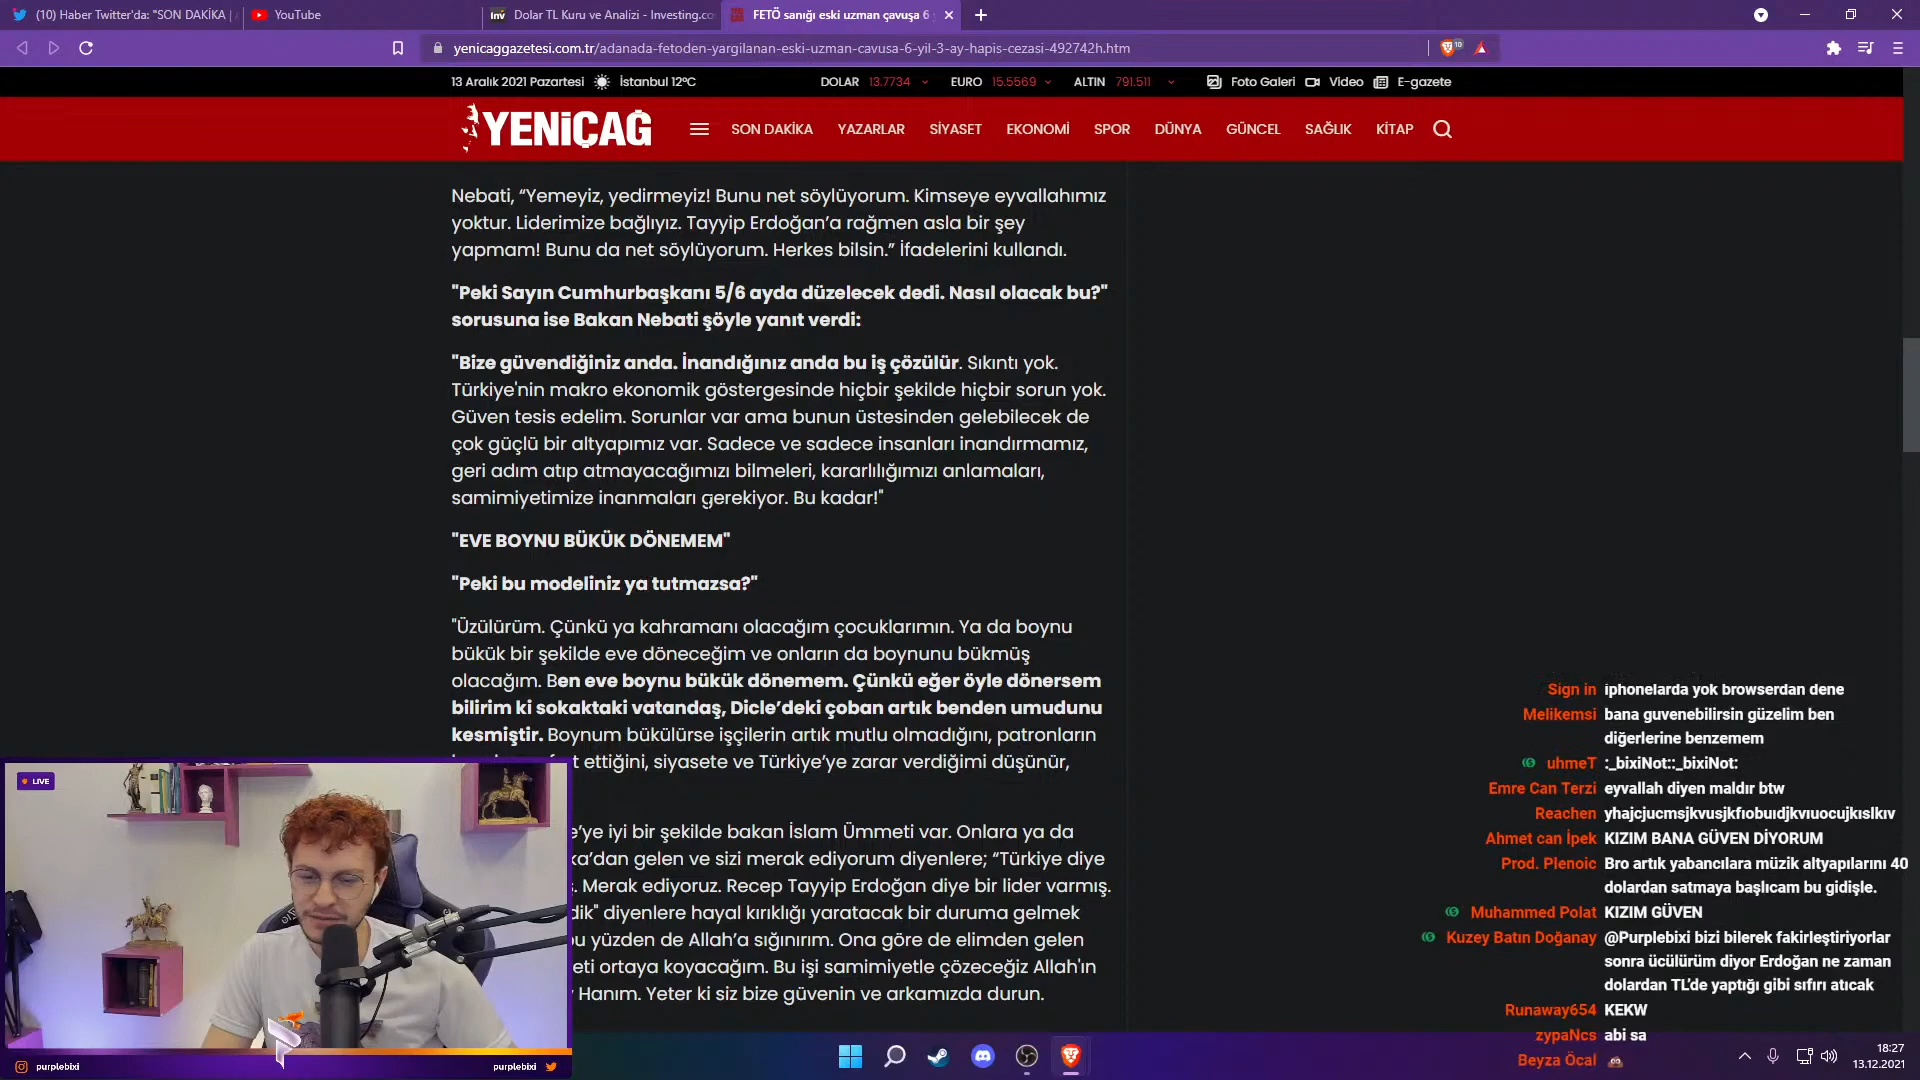 (10) Haber Twitter'da: "SON DAKİKA |
YouTube
Dolar TL Kuru ve Analizi - Investing.co
FETÖ sanığı eski uzman çavuşa 6
yenicaggazetesi.com.tr/adanada-fetoden-yargilanan-eski-uzman-cavusa-6-yil-3-ay-hapis-cezasi-492742h.htm
10
13 Aralık 2021 Pazartesi İstanbul 12°C DOLAR 13.7734 EURO 15.5569 ALTIN 791.511 Foto Galeri Video E-gazete
YENİÇAĞ SON DAKİKA YAZARLAR SİYASET EKONOMİ SPOR DÜNYA GÜNCEL SAĞLIK KİTAP
Nebati, “Yemeyiz, yedirmeyiz! Bunu net söylüyorum. Kimseye eyvallahımız
yoktur. Liderimize bağlıyız. Tayyip Erdoğan’a rağmen asla bir şey
yapmam! Bunu da net söylüyorum. Herkes bilsin.” İfadelerini kullandı.
"Peki Sayın Cumhurbaşkanı 5/6 ayda düzelecek dedi. Nasıl olacak bu?"
sorusuna ise Bakan Nebati şöyle yanıt verdi:
"Bize güvendiğiniz anda. İnandığınız anda bu iş çözülür. Sıkıntı yok.
Türkiye'nin makro ekonomik göstergesinde hiçbir şekilde hiçbir sorun yok.
Güven tesis edelim. Sorunlar var ama bunun üstesinden gelebilecek de
çok güçlü bir altyapımız var. Sadece ve sadece insanları inandırmamız,
geri adım atıp atmayacağımızı bilmeleri, kararlılığımızı anlamaları,
samimiyetimize inanmaları gerekiyor. Bu kadar!"
"EVE BOYNU BÜKÜK DÖNEMEM"
"Peki bu modeliniz ya tutmazsa?"
"Üzülürüm. Çünkü ya kahramanı olacağım çocuklarımın. Ya da boynu
bükük bir şekilde eve döneceğim ve onların da boynunu bükmüş
olacağım. Ben eve boynu bükük dönemem. Çünkü eğer öyle dönersem
bilirim ki sokaktaki vatandaş, Dicle’deki çoban artık benden umudunu
kesmiştir. Boynum bükülürse işçilerin artık mutlu olmadığını, patronların
ettiğini, siyasete ve Türkiye’ye zarar verdiğimi düşünür,
e’ye iyi bir şekilde bakan İslam Ümmeti var. Onlara ya da
ka’dan gelen ve sizi merak ediyorum diyenlere; “Türkiye diye
. Merak ediyoruz. Recep Tayyip Erdoğan diye bir lider varmış.
dik" diyenlere hayal kırıklığı yaratacak bir duruma gelmek
bu yüzden de Allah’a sığınırım. Ona göre de elimden gelen
eti ortaya koyacağım. Bu işi samimiyetle çözeceğiz Allah'ın
Hanım. Yeter ki siz bize güvenin ve arkamızda durun.
Sign in iphonelarda yok browserdan dene
Melikemsi bana guvenebilirsin güzelim ben
diğerlerine benzemem
uhmeT :_bixiNot::_bixiNot:
Emre Can Terzi eyvallah diyen maldır btw
Reachen yhajcjucmsjkvusjkfıobuıdjkvıuocujkıslkıv
Ahmet can İpek KIZIM BANA GÜVEN DİYORUM
Prod. Plenoic Bro artık yabancılara müzik altyapılarını 40
dolardan satmaya başlıcam bu gidişle.
Muhammed Polat KIZIM GÜVEN
Kuzey Batın Doğanay @Purplebixi bizi bilerek fakirleştiriyorlar
sonra ücülürüm diyor Erdoğan ne zaman
dolardan TL'de yaptığı gibi sıfırı atıcak
Runaway654 KEKW
zypaNcs abi sa
Beyza Öcal
LIVE
purplebixi purplebixi
18:27
13.12.2021